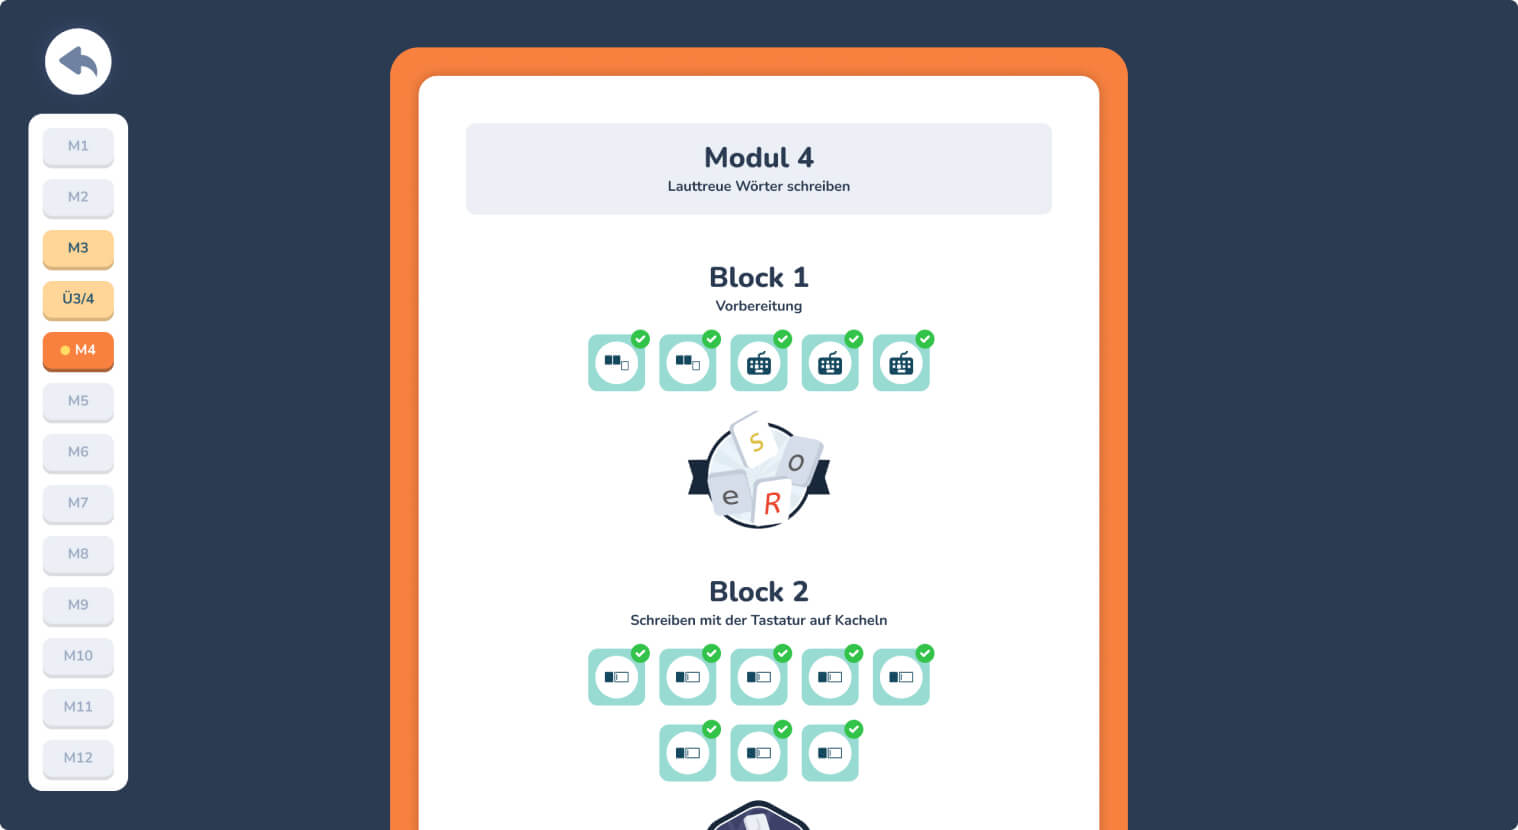 M1
M2
M3
Ü3/4
M4
M5
M6
M7
M8
M9
M10
M11
M12
Modul 4
Lauttreue Wörter schreiben
Block 1
Vorbereitung
S
o
e
R
Block 2
Schreiben mit der Tastatur auf Kacheln